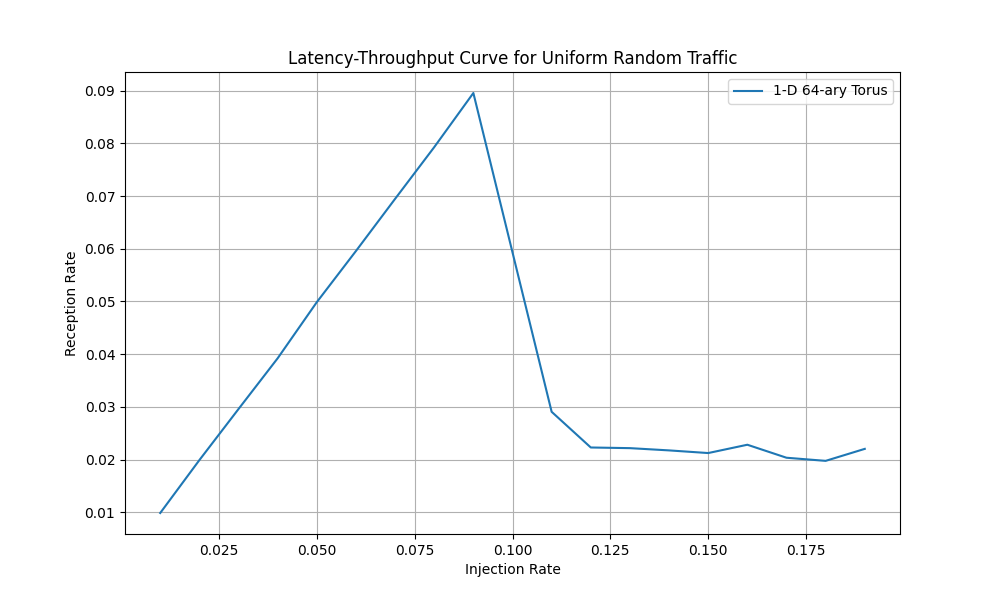 Latency-Throughput Curve for Uniform Random Traffic
1-D 64-ary Torus
Reception Rate
0.09
0.08
0.07
0.06
0.05
0.04
0.03
0.02
0.01
0.025 0.050 0.075 0.100 0.125 0.150 0.175
Injection Rate